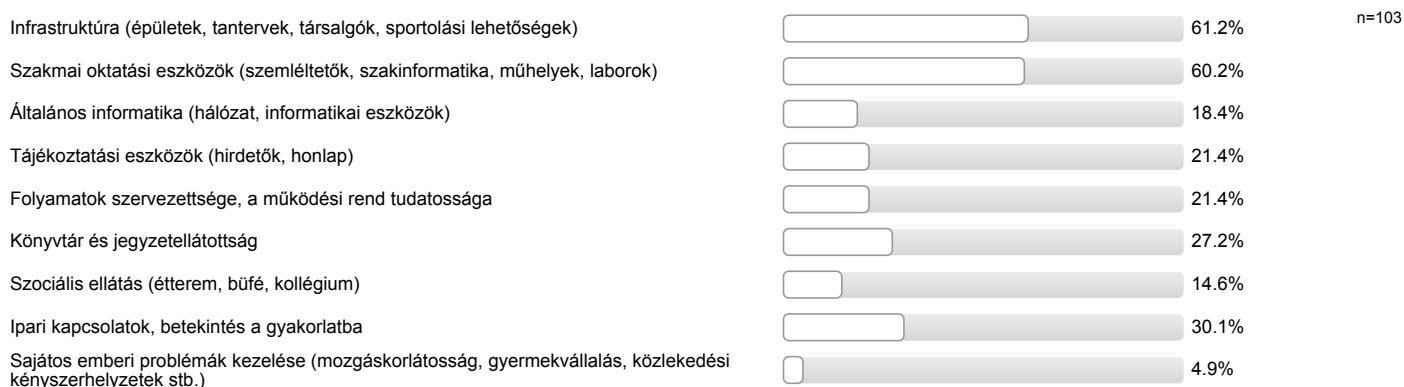 Infrastruktúra (épületek, tantervek, társalgók, sportolási lehetőségek) 61.2% n=103
Szakmai oktatási eszközök (szemléltetők, szakinformatika, műhelyek, laborok) 60.2%
Általános informatika (hálózat, informatikai eszközök) 18.4%
Tájékoztatási eszközök (hirdetők, honlap) 21.4%
Folyamatok szervezettsége, a működési rend tudatossága 21.4%
Könyvtár és jegyzetellátottság 27.2%
Szociális ellátás (étterem, büfé, kollégium) 14.6%
Ipari kapcsolatok, betekintés a gyakorlatba 30.1%
Sajátos emberi problémák kezelése (mozgáskorlátosság, gyermekvállalás, közlekedési
kényszerhelyzetek stb.) 4.9%